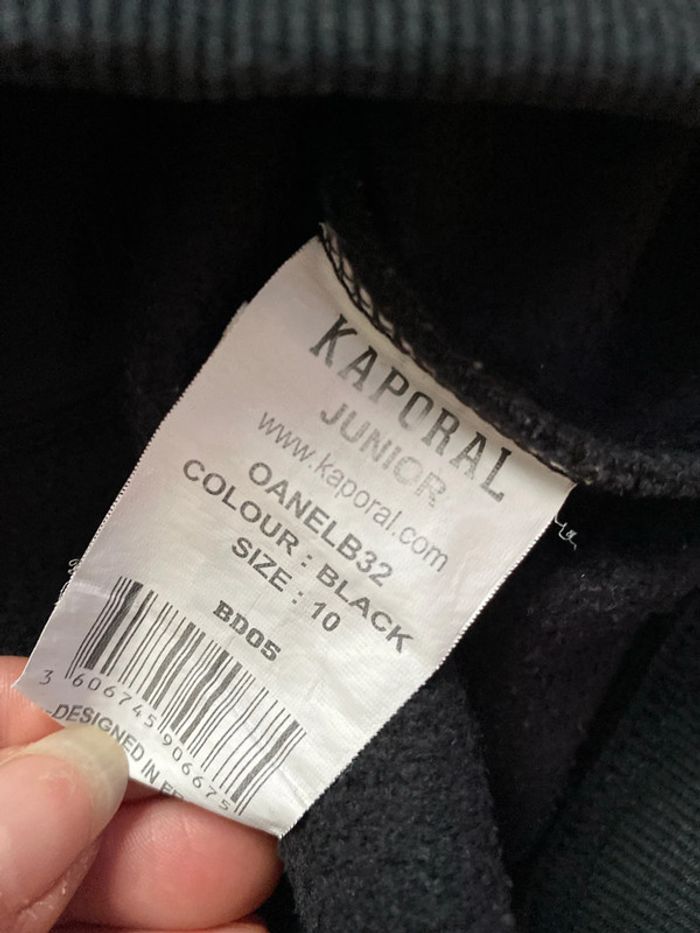 KAPORAL
JUNIOR
www.kaporal.com
OANELB32
COLOUR : BLACK
SIZE : 10
BD05
3 606745 906675
DESIGNED IN